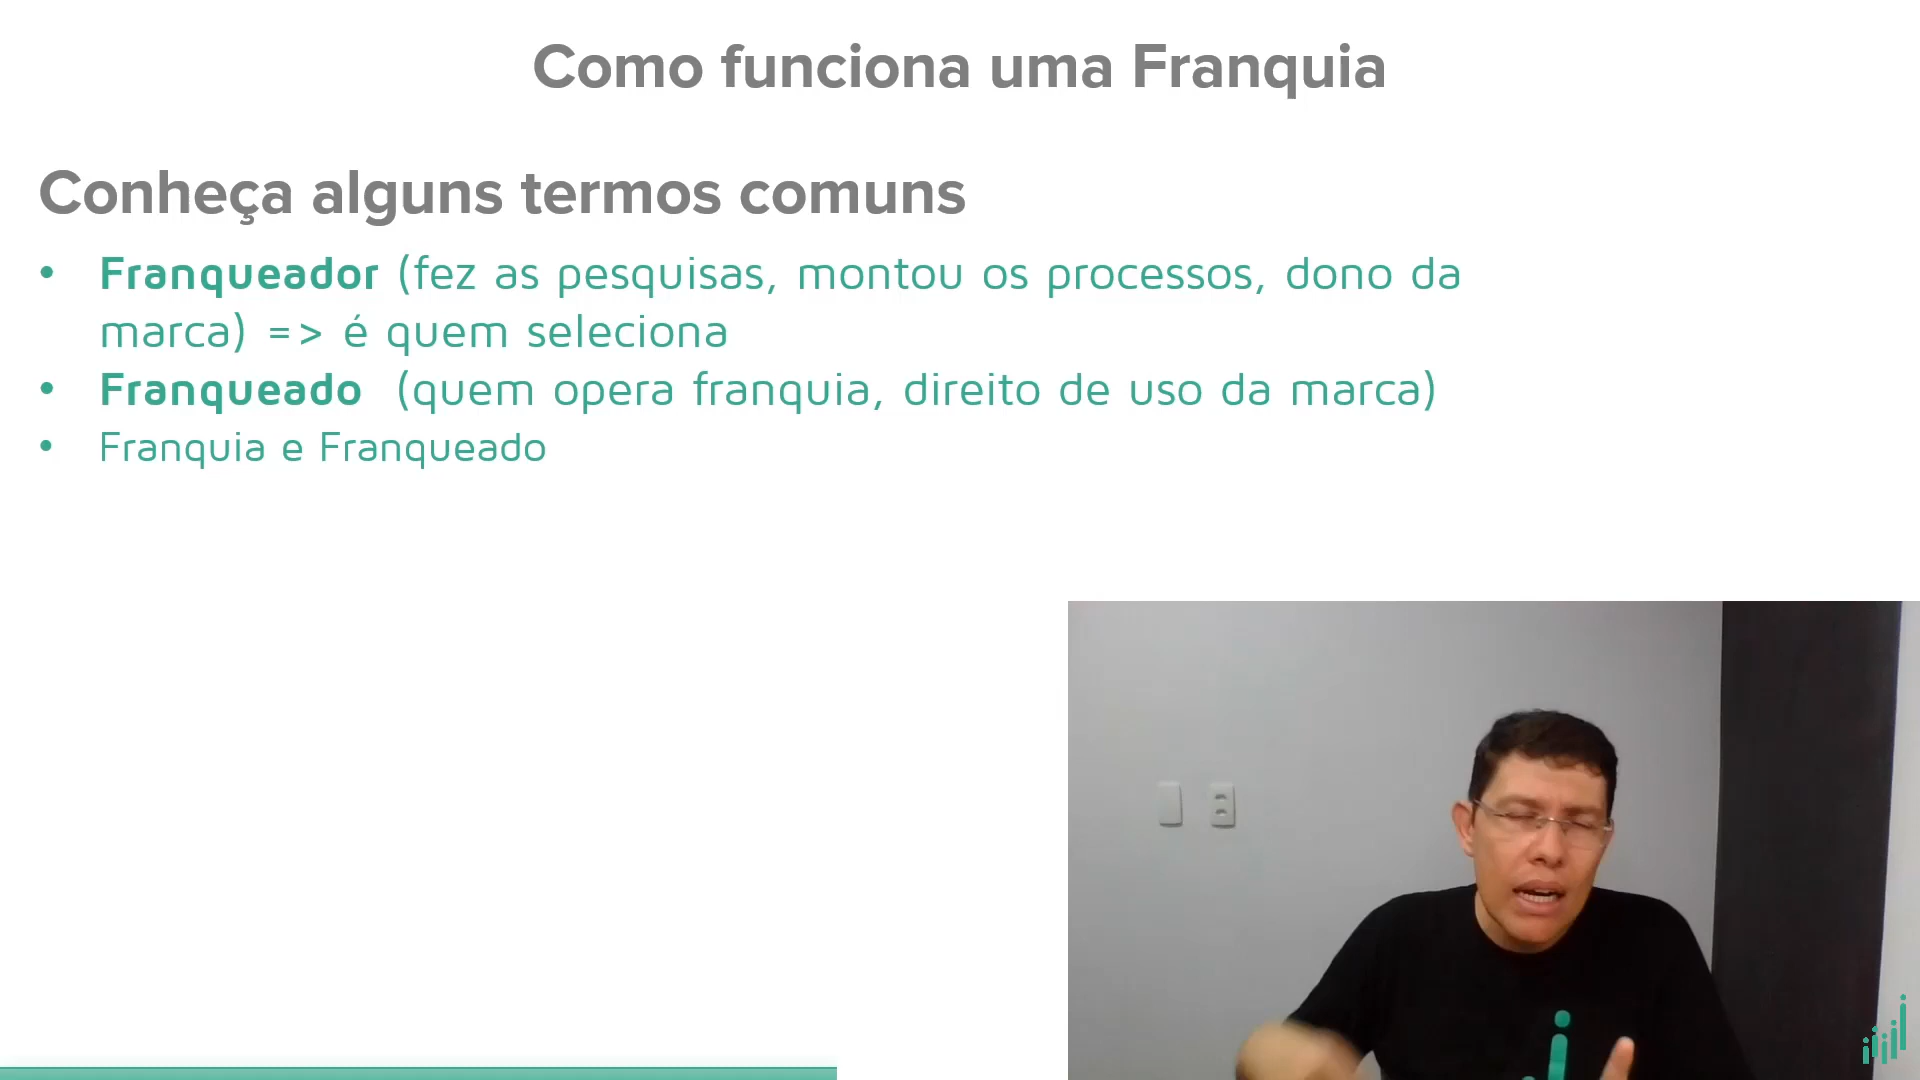 Como funciona uma Franquia
Conheça alguns termos comuns
• Franqueador (fez as pesquisas, montou os processos, dono da
marca) => é quem seleciona
• Franqueado (quem opera franquia, direito de uso da marca)
• Franquia e Franqueado